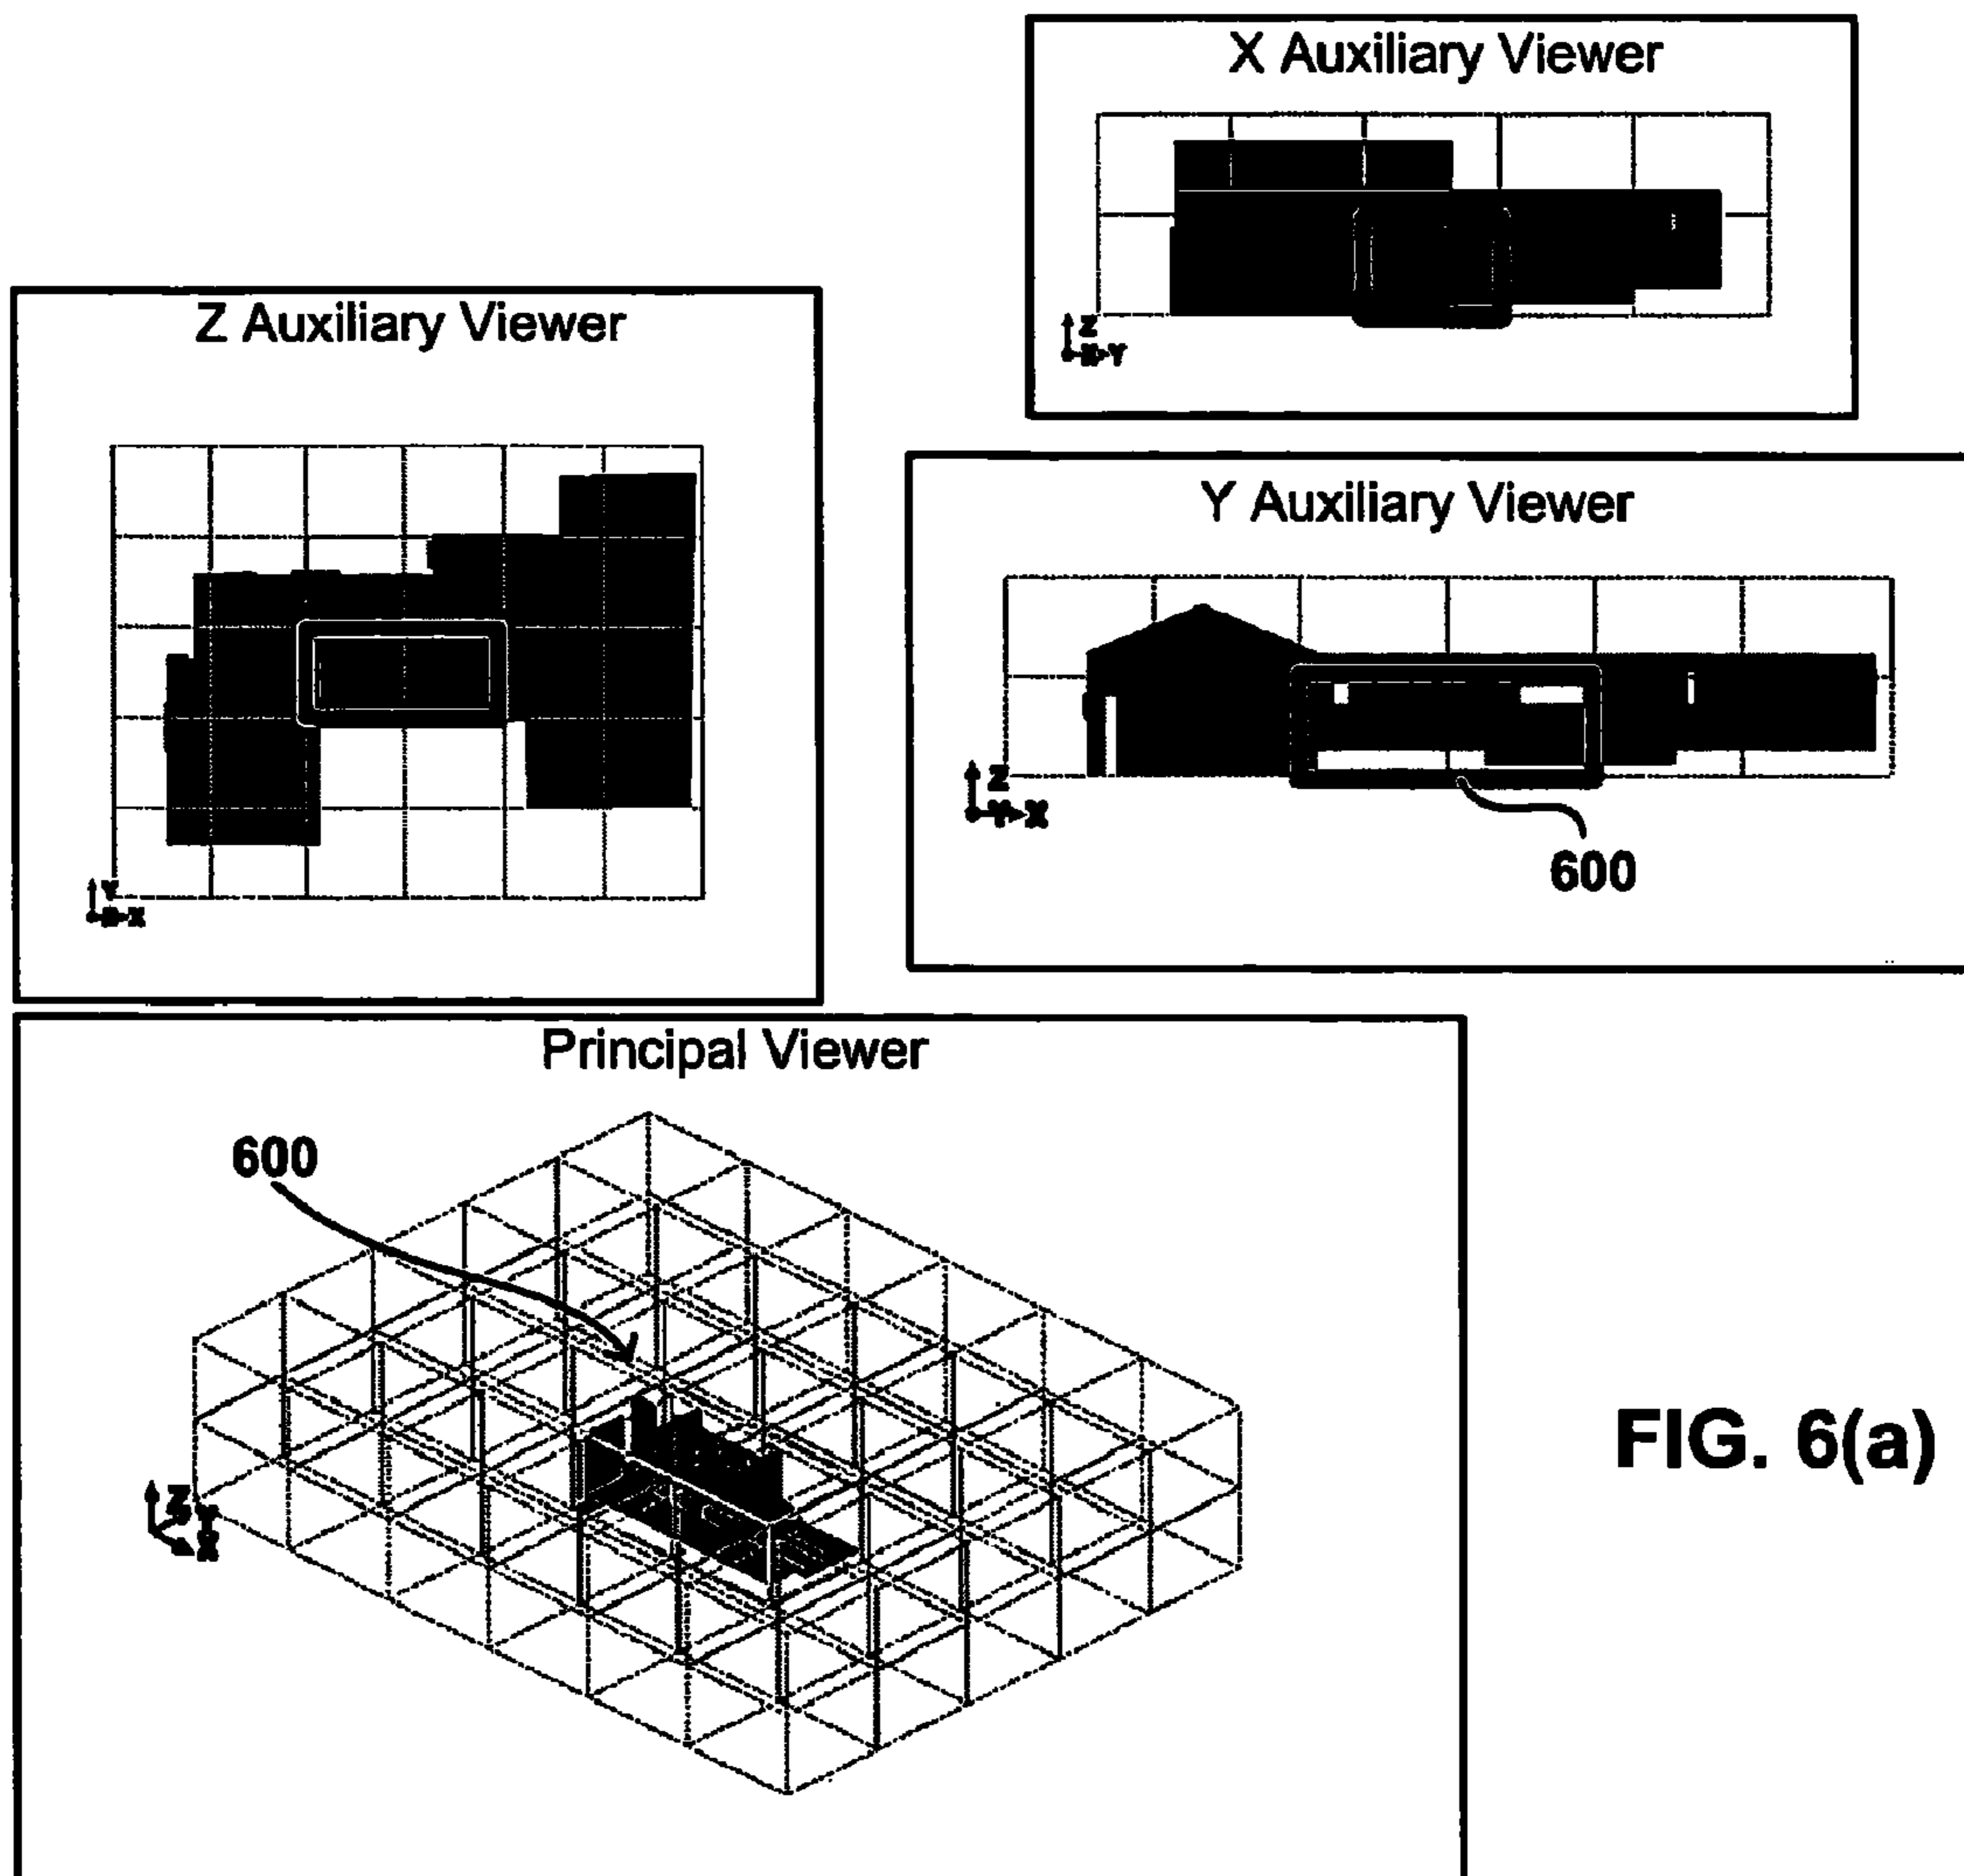 X Auxiliary Viewer
Z
Y
Z Auxiliary Viewer
Y
X
Y Auxiliary Viewer
Z
Y X
600
Principal Viewer
600
Z
Y
X
FIG. 6(a)